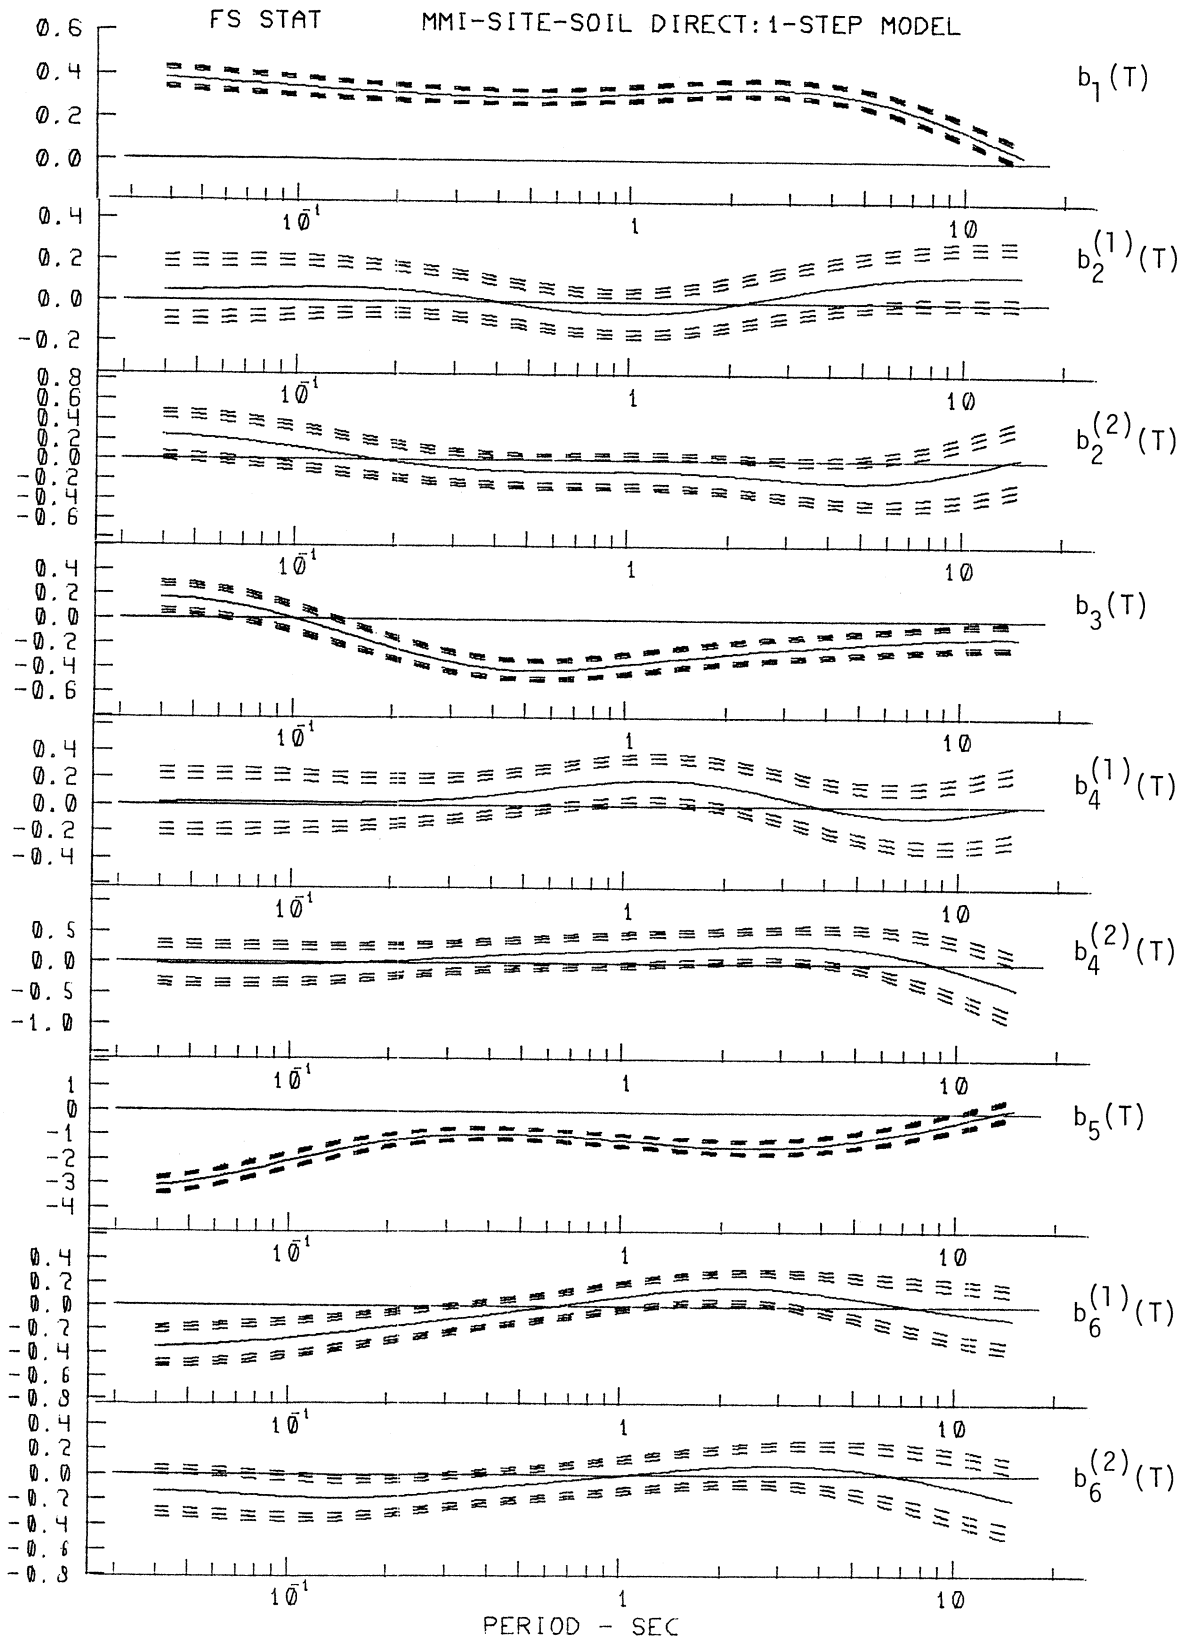 FS STAT MMI-SITE-SOIL DIRECT: 1-STEP MODEL
0.6
0.4
0.2
0.0
b1(T)
10^-1 1 10
0.4
0.2
0.0
-0.2
b2^(1)(T)
10^-1 1 10
0.8
0.6
0.4
0.2
0.0
-0.2
-0.4
-0.6
b2^(2)(T)
10^-1 1 10
0.4
0.2
0.0
-0.2
-0.4
-0.6
b3(T)
10^-1 1 10
0.4
0.2
0.0
-0.2
-0.4
b4^(1)(T)
10^-1 1 10
0.5
0.0
-0.5
-1.0
b4^(2)(T)
10^-1 1 10
1
0
-1
-2
-3
-4
b5(T)
10^-1 1 10
0.4
0.2
0.0
-0.2
-0.4
-0.6
-0.8
b6^(1)(T)
10^-1 1 10
0.4
0.2
0.0
-0.2
-0.4
-0.6
-0.8
b6^(2)(T)
10^-1 1 10
PERIOD - SEC